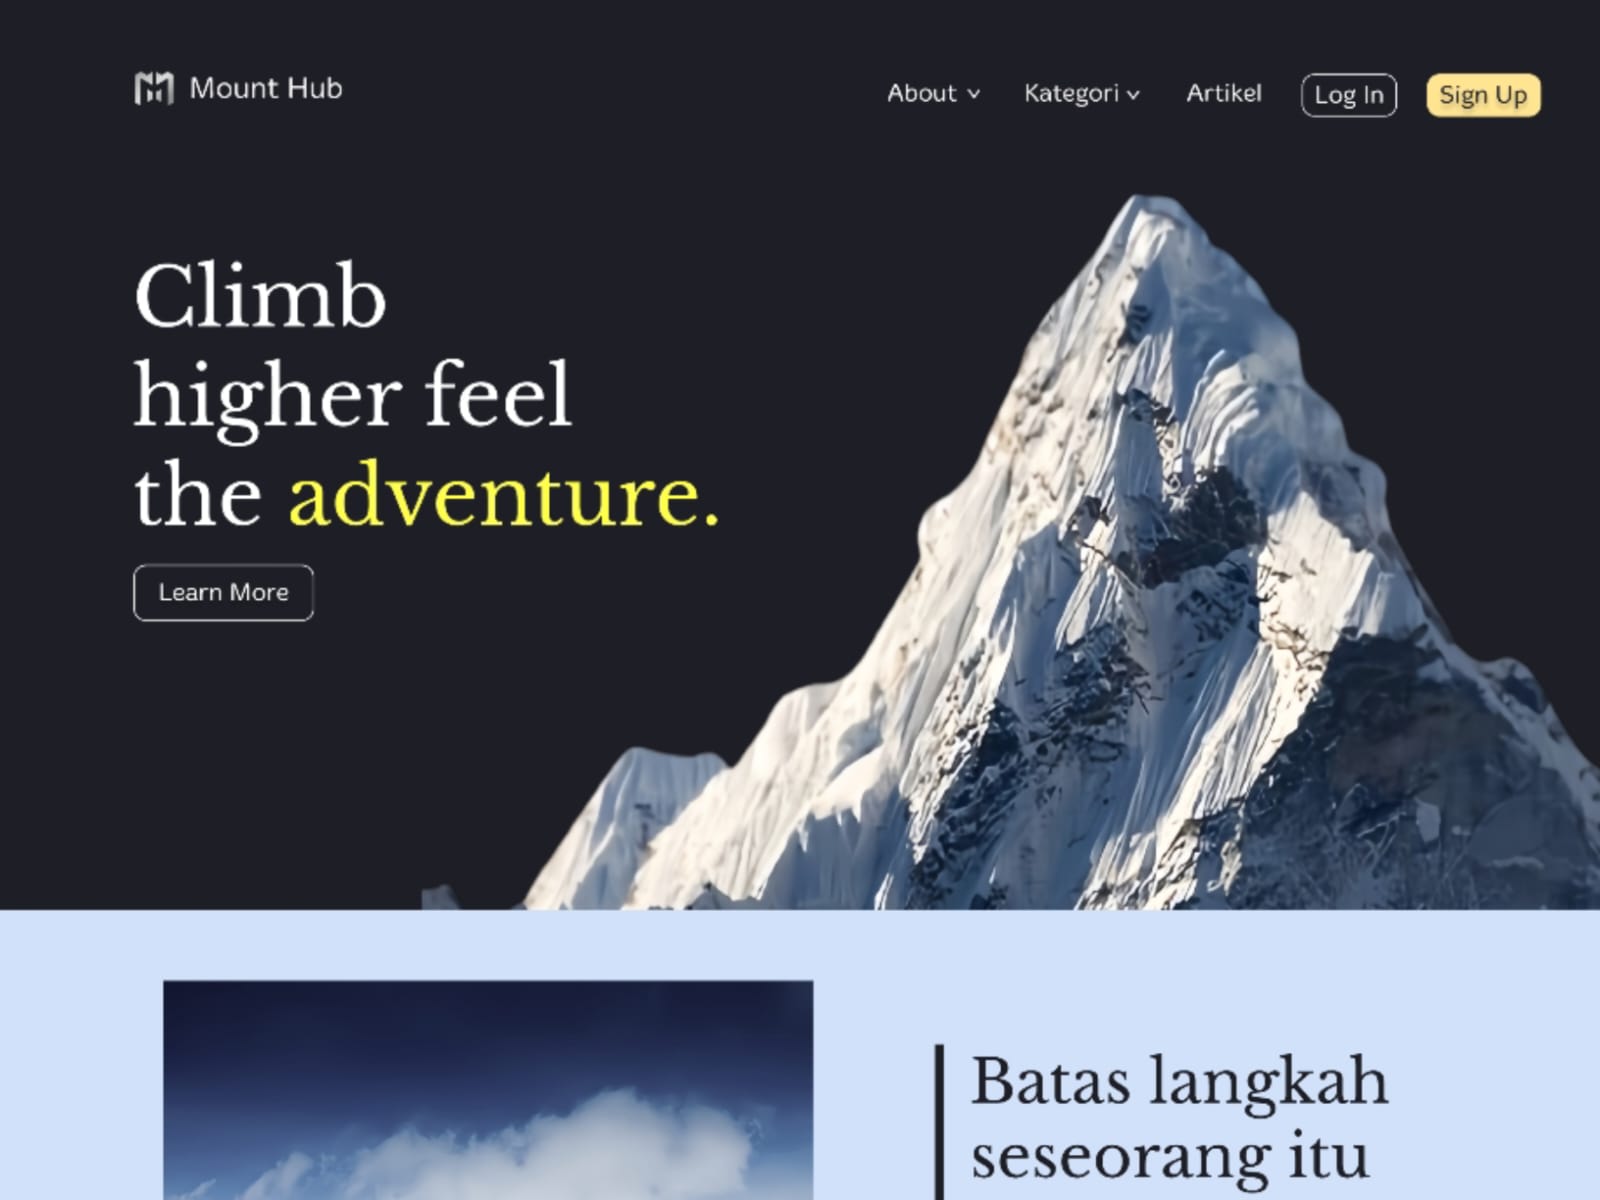 Mount Hub
About
Kategori
Artikel
Log In
Sign Up
Climb
higher feel
the adventure.
Learn More
Batas langkah
seseorang itu